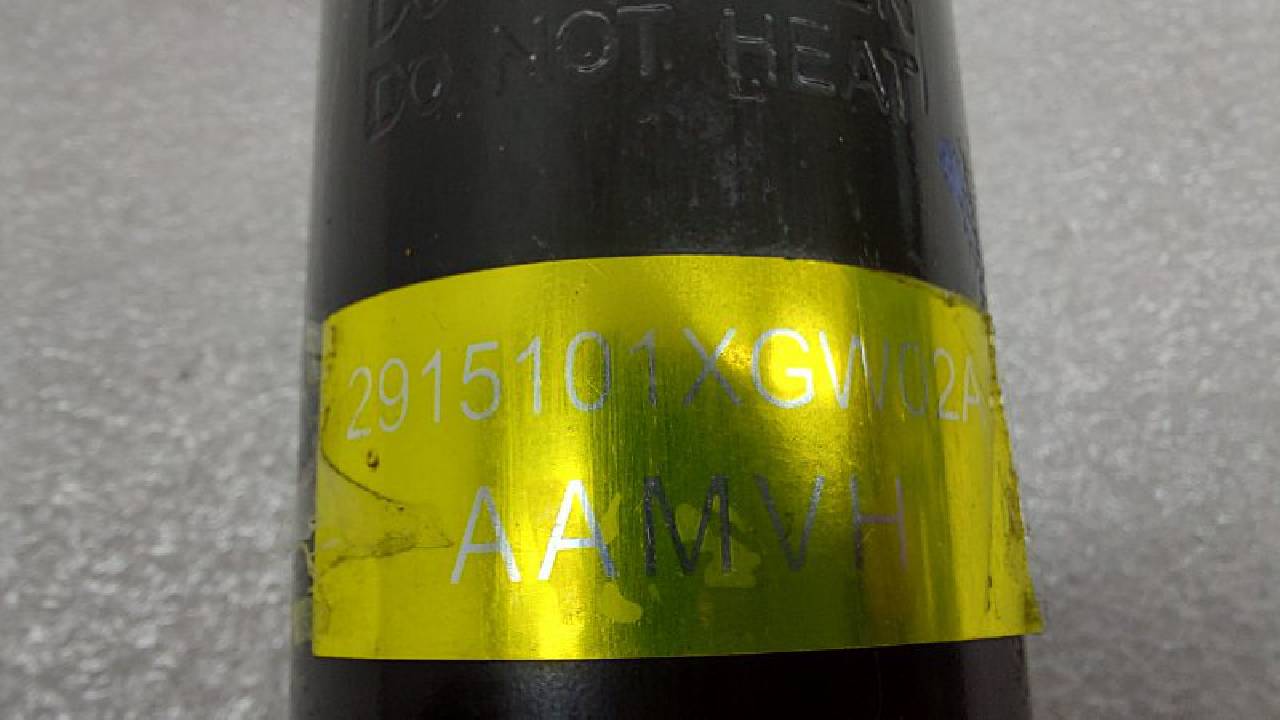 DO NOT HEAT
2915101XGW02A
AAMVH